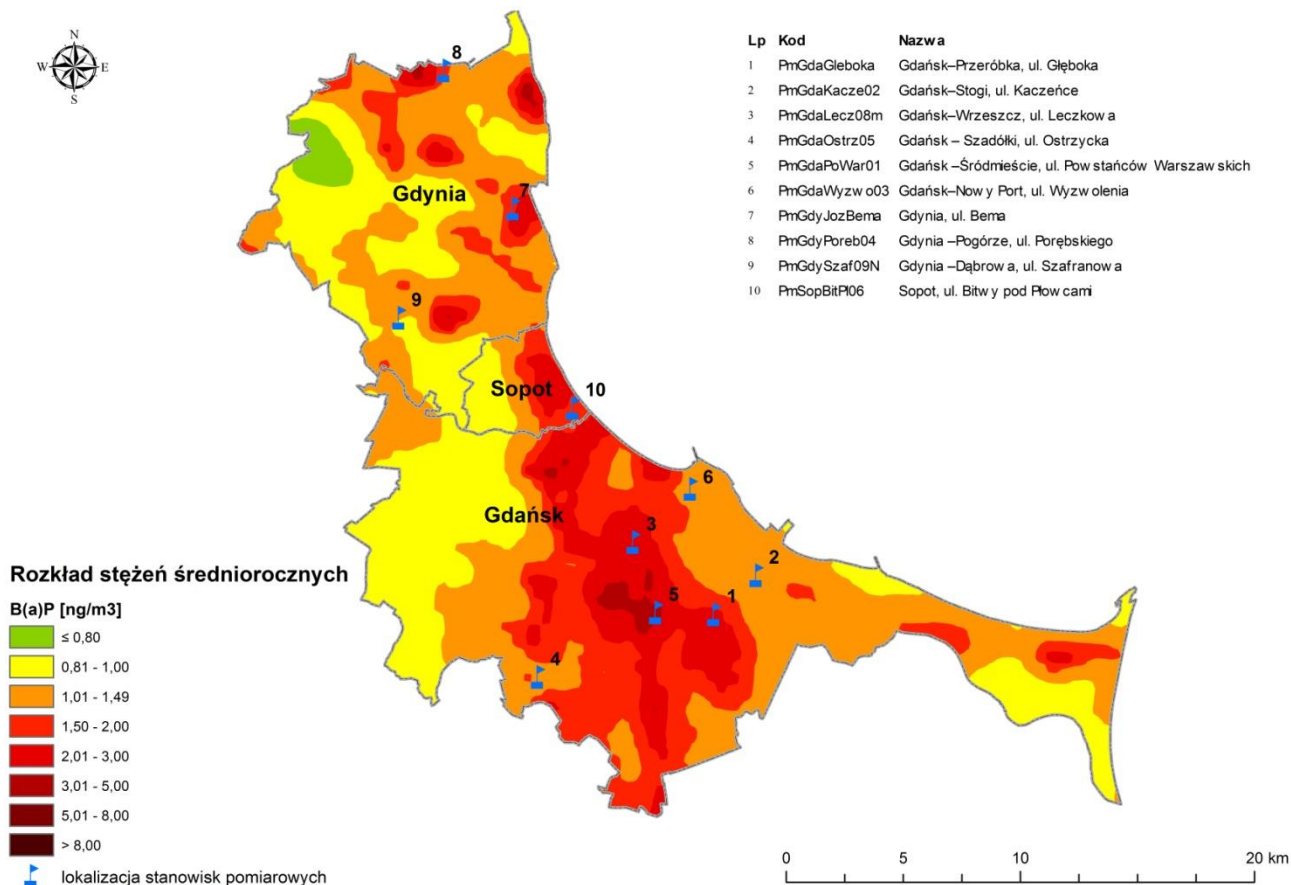 N
W E
S
Lp Kod Nazwa
1 PmGdaGleboka Gdańsk–Przeróbka, ul. Głęboka
2 PmGdaKacze02 Gdańsk–Stogi, ul. Kaczeńce
3 PmGdaLecz08m Gdańsk–Wrzeszcz, ul. Leczkowa
4 PmGdaOstrz05 Gdańsk – Szadółki, ul. Ostrzycka
5 PmGdaPoWar01 Gdańsk –Śródmieście, ul. Powstańców Warszawskich
6 PmGdaWyzwo03 Gdańsk–Nowy Port, ul. Wyzwolenia
7 PmGdyJozBema Gdynia, ul. Bema
8 PmGdyPoreb04 Gdynia –Pogórze, ul. Porębskiego
9 PmGdySzaf09N Gdynia –Dąbrowa, ul. Szafranowa
10 PmSopBitPl06 Sopot, ul. Bitwy pod Płowcami
8
Gdynia
7
9
Sopot
10
6
Gdańsk
3
2
5
1
4
Rozkład stężeń średniorocznych
B(a)P [ng/m3]
≤ 0,80
0,81 - 1,00
1,01 - 1,49
1,50 - 2,00
2,01 - 3,00
3,01 - 5,00
5,01 - 8,00
> 8,00
lokalizacja stanowisk pomiarowych
0 5 10 20 km